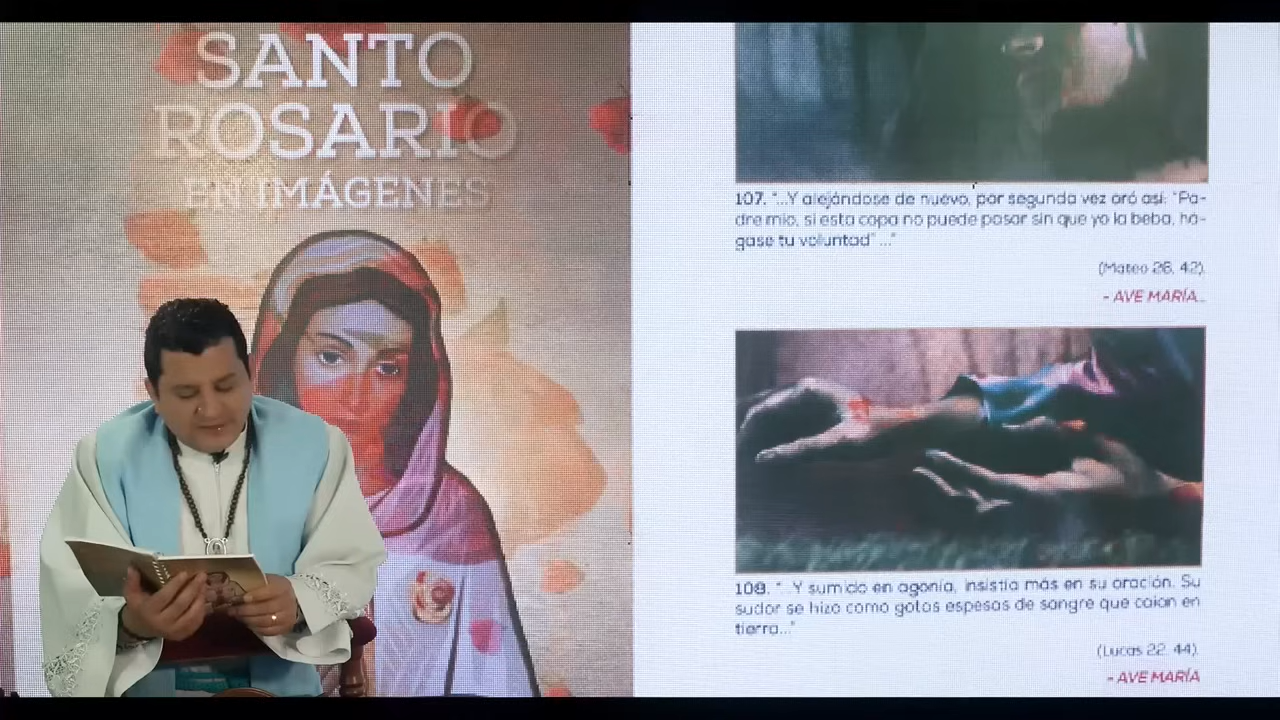 SANTO
ROSARIO
EN IMÁGENES
107. "...Y alejándose de nuevo, por segunda vez oró así: "Pa-
dre mío, si esta copa no puede pasar sin que yo la beba, há-
gase tu voluntad" ..."
(Mateo 26, 42).
- AVE MARÍA...
108. "...Y sumido en agonía, insistía más en su oración. Su
sudor se hizo como gotas espesas de sangre que caían en
tierra..."
(Lucas 22, 44).
- AVE MARÍA